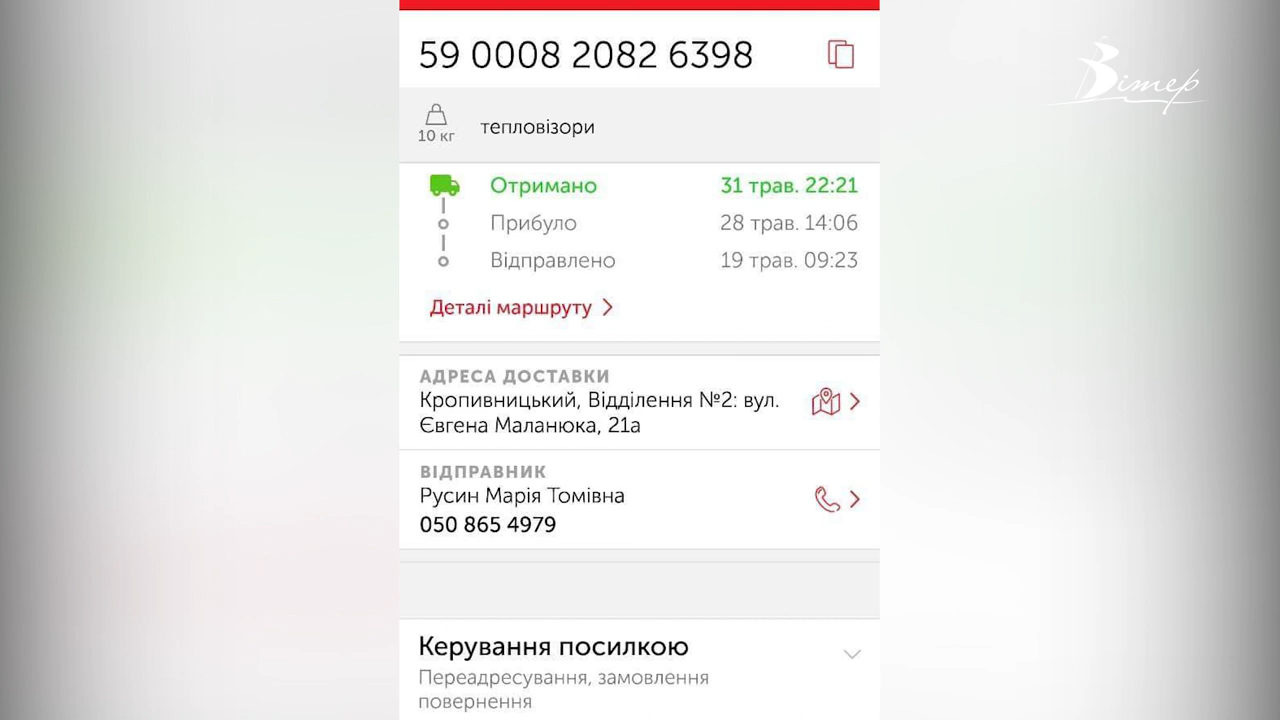 59 0008 2082 6398
Вітер
10 кг
тепловізори
Отримано 31 трав. 22:21
Прибуло 28 трав. 14:06
Відправлено 19 трав. 09:23
Деталі маршруту
АДРЕСА ДОСТАВКИ
Кропивницький, Відділення №2: вул.
Євгена Маланюка, 21а
ВІДПРАВНИК
Русин Марія Томівна
050 865 4979
Керування посилкою
Переадресування, замовлення
повернення